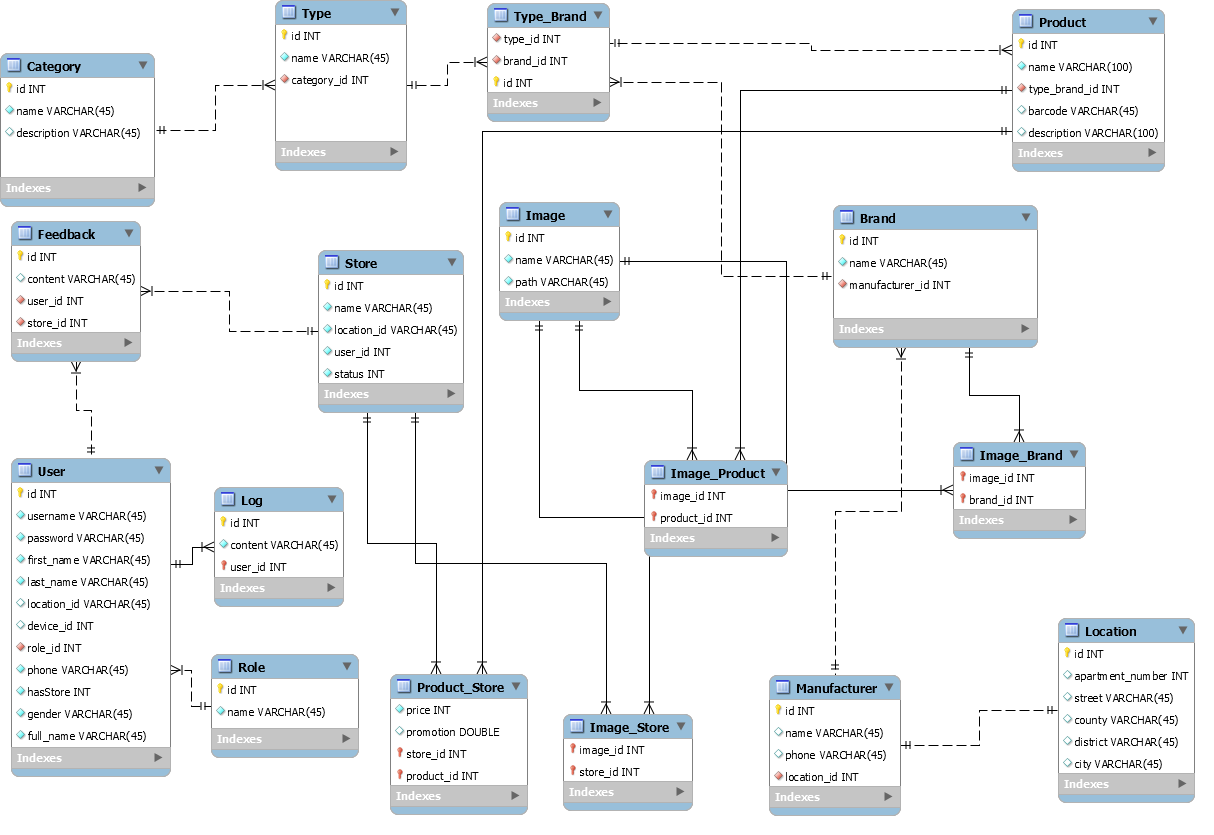 Category
id INT
name VARCHAR(45)
description VARCHAR(45)
Indexes
Type
id INT
name VARCHAR(45)
category_id INT
Indexes
Type_Brand
type_id INT
brand_id INT
id INT
Indexes
Product
id INT
name VARCHAR(100)
type_brand_id INT
barcode VARCHAR(45)
description VARCHAR(100)
Indexes
Feedback
id INT
content VARCHAR(45)
user_id INT
store_id INT
Indexes
Store
id INT
name VARCHAR(45)
location_id VARCHAR(45)
user_id INT
status INT
Indexes
Image
id INT
name VARCHAR(45)
path VARCHAR(45)
Indexes
Brand
id INT
name VARCHAR(45)
manufacturer_id INT
Indexes
User
id INT
username VARCHAR(45)
password VARCHAR(45)
first_name VARCHAR(45)
last_name VARCHAR(45)
location_id VARCHAR(45)
device_id INT
role_id INT
phone VARCHAR(45)
hasStore INT
gender VARCHAR(45)
full_name VARCHAR(45)
Indexes
Log
id INT
content VARCHAR(45)
user_id INT
Indexes
Role
id INT
name VARCHAR(45)
Indexes
Image_Product
image_id INT
product_id INT
Indexes
Image_Brand
image_id INT
brand_id INT
Indexes
Product_Store
price INT
promotion DOUBLE
store_id INT
product_id INT
Indexes
Image_Store
image_id INT
store_id INT
Indexes
Manufacturer
id INT
name VARCHAR(45)
phone VARCHAR(45)
location_id INT
Indexes
Location
id INT
apartment_number INT
street VARCHAR(45)
county VARCHAR(45)
district VARCHAR(45)
city VARCHAR(45)
Indexes